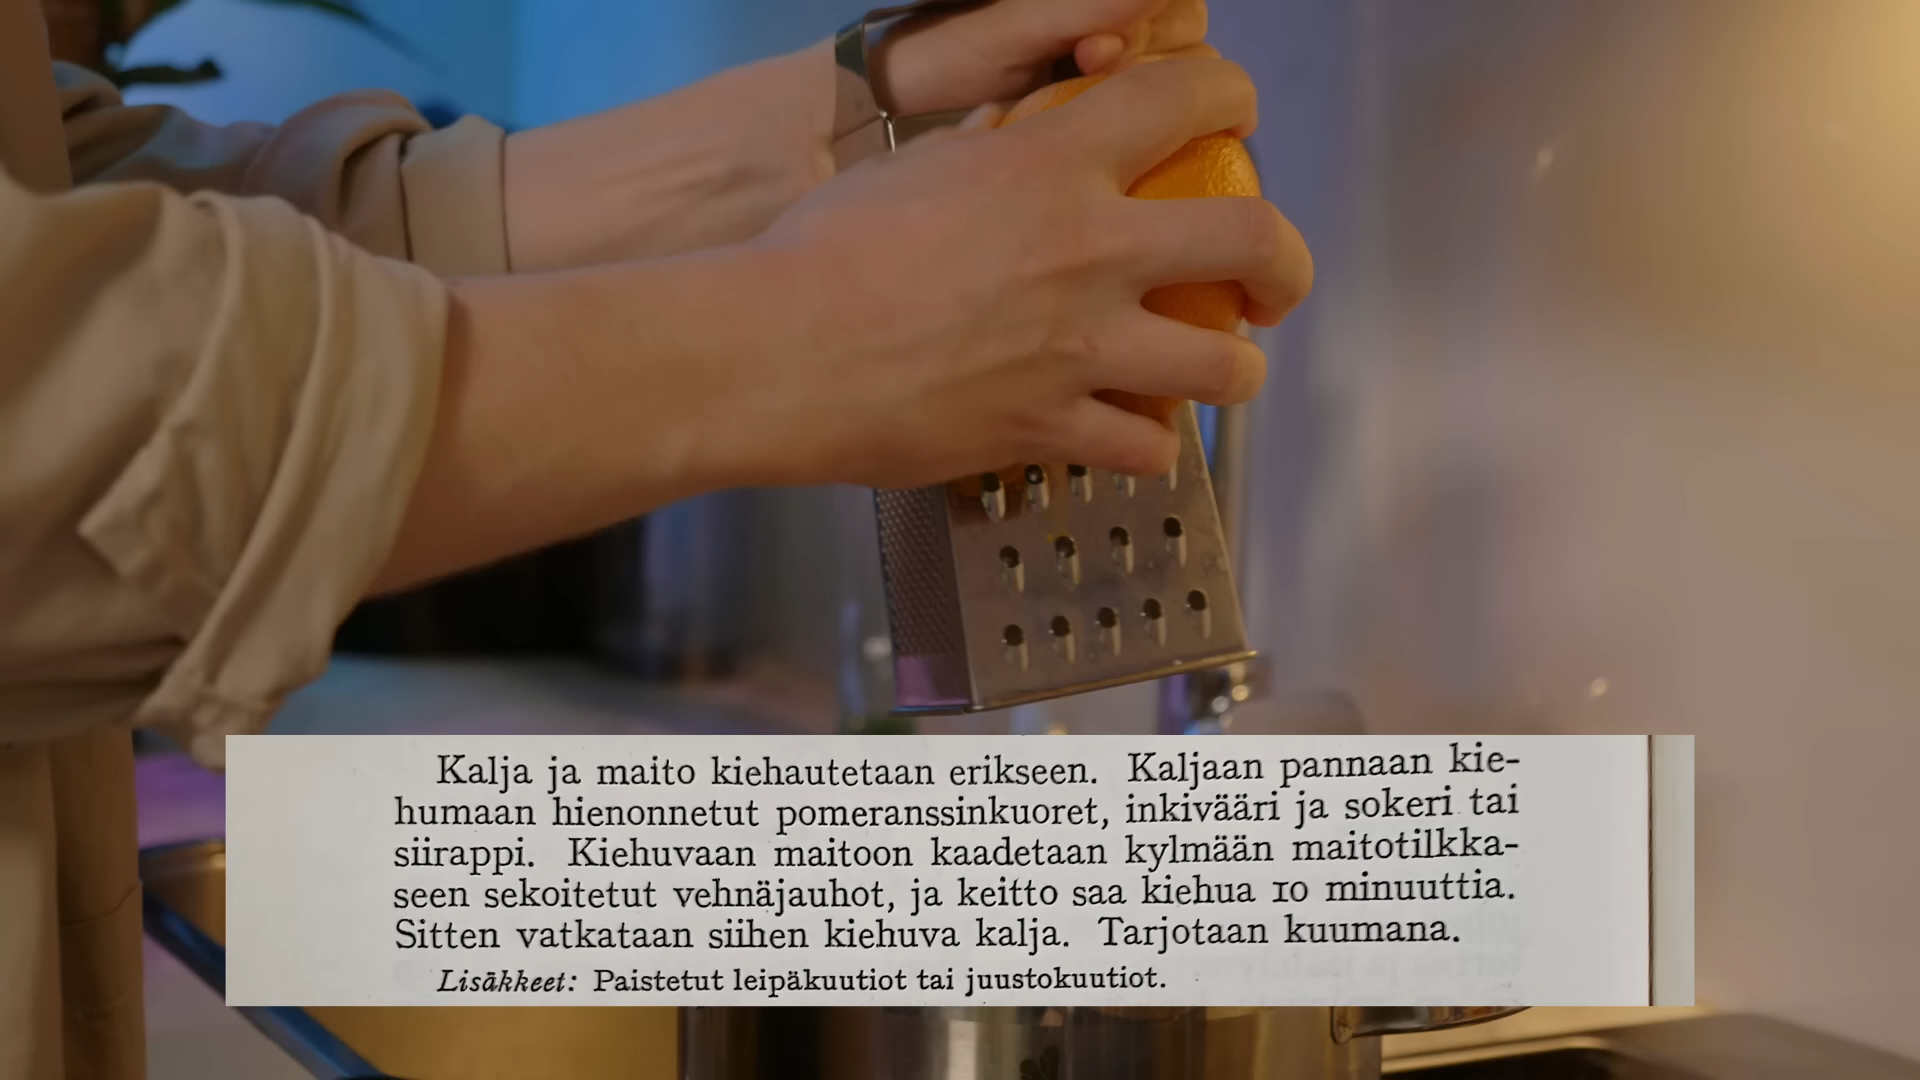 Kalja ja maito kiehautetaan erikseen. Kaljaan pannaan kie-
humaan hienonnetut pomeranssinkuoret, inkivääri ja sokeri tai
siirappi. Kiehuvaan maitoon kaadetaan kylmään maitotilkka-
seen sekoitetut vehnäjauhot, ja keitto saa kiehua 10 minuuttia.
Sitten vatkataan siihen kiehuva kalja. Tarjotaan kuumana.
Lisäkkeet: Paistetut leipäkuutiot tai juustokuutiot.